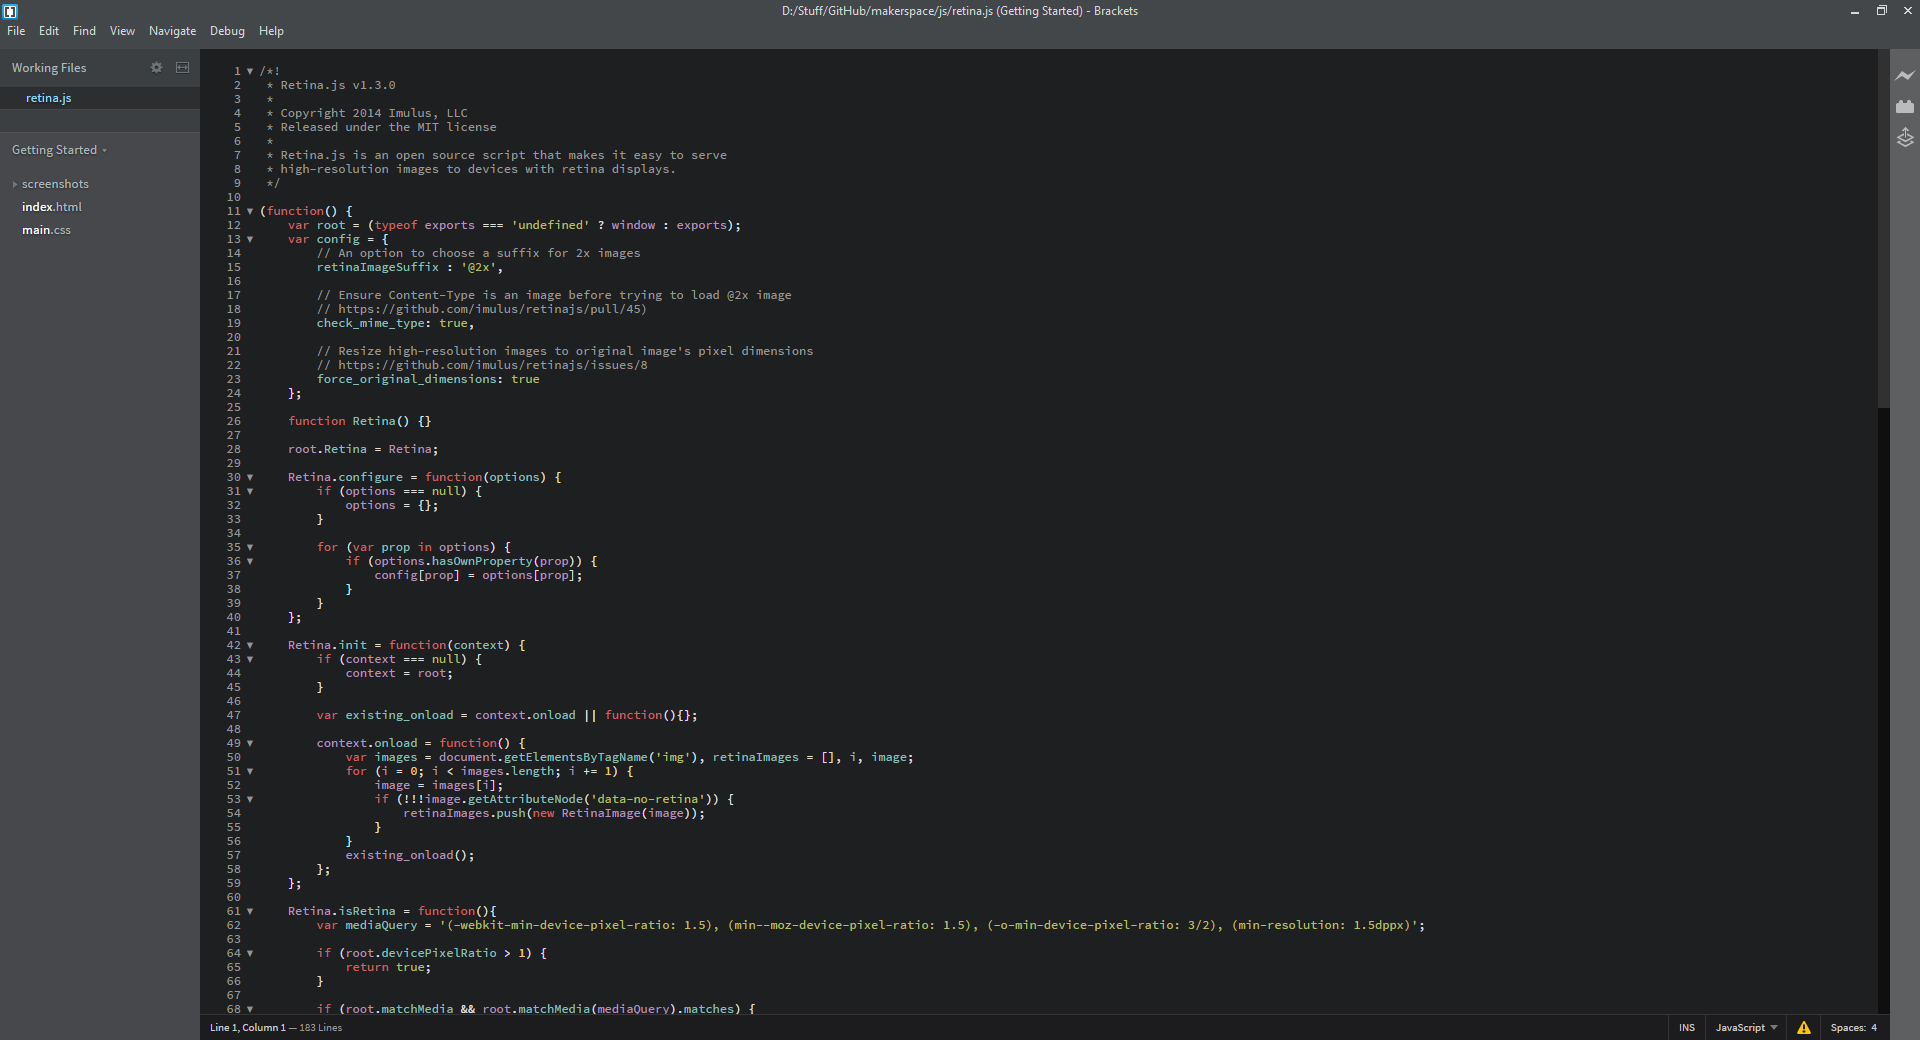 D:/Stuff/GitHub/makerspace/js/retina.js (Getting Started) - Brackets
File Edit Find View Navigate Debug Help
Working Files
retina.js
Getting Started
screenshots
index.html
main.css
1 /*!
2  * Retina.js v1.3.0
3  *
4  * Copyright 2014 Imulus, LLC
5  * Released under the MIT license
6  *
7  * Retina.js is an open source script that makes it easy to serve
8  * high-resolution images to devices with retina displays.
9  */
10
11 (function() {
12     var root = (typeof exports === 'undefined' ? window : exports);
13     var config = {
14         // An option to choose a suffix for 2x images
15         retinaImageSuffix : '@2x',
16
17         // Ensure Content-Type is an image before trying to load @2x image
18         // https://github.com/imulus/retinajs/pull/45)
19         check_mime_type: true,
20
21         // Resize high-resolution images to original image's pixel dimensions
22         // https://github.com/imulus/retinajs/issues/8
23         force_original_dimensions: true
24     };
25
26     function Retina() {}
27
28     root.Retina = Retina;
29
30     Retina.configure = function(options) {
31         if (options === null) {
32             options = {};
33         }
34
35         for (var prop in options) {
36             if (options.hasOwnProperty(prop)) {
37                 config[prop] = options[prop];
38             }
39         }
40     };
41
42     Retina.init = function(context) {
43         if (context === null) {
44             context = root;
45         }
46
47         var existing_onload = context.onload || function(){};
48
49         context.onload = function() {
50             var images = document.getElementsByTagName('img'), retinaImages = [], i, image;
51             for (i = 0; i < images.length; i += 1) {
52                 image = images[i];
53                 if (!!!image.getAttributeNode('data-no-retina')) {
54                     retinaImages.push(new RetinaImage(image));
55                 }
56             }
57             existing_onload();
58         };
59     };
60
61     Retina.isRetina = function(){
62         var mediaQuery = '(-webkit-min-device-pixel-ratio: 1.5), (min--moz-device-pixel-ratio: 1.5), (-o-min-device-pixel-ratio: 3/2), (min-resolution: 1.5dppx)';
63
64         if (root.devicePixelRatio > 1) {
65             return true;
66         }
67
68         if (root.matchMedia && root.matchMedia(mediaQuery).matches) {
Line 1, Column 1 — 183 Lines
INS JavaScript Spaces: 4